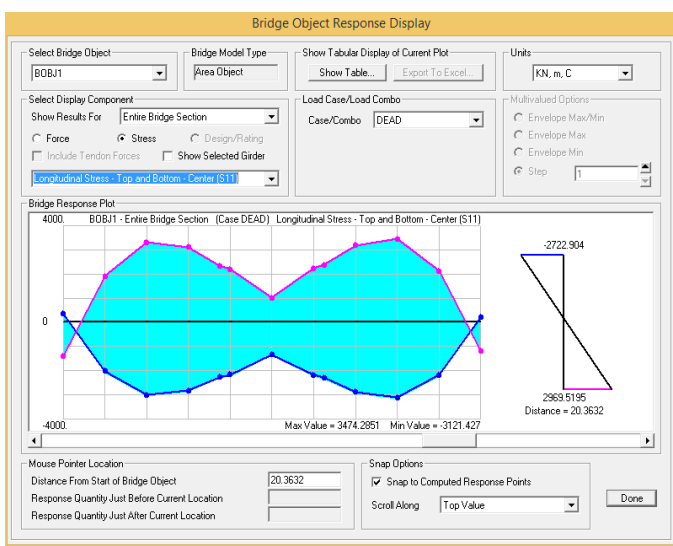 Bridge Object Response Display
Select Bridge Object
BOBJ1
Bridge Model Type
Area Object
Show Tabular Display of Current Plot
Show Table...
Export To Excel...
Units
KN, m, C
Select Display Component
Show Results For
Entire Bridge Section
Force
Stress
Design/Rating
Include Tendon Forces
Show Selected Girder
Longitudinal Stress - Top and Bottom - Center (S11)
Load Case/Load Combo
Case/Combo
DEAD
Multivalued Options
Envelope Max/Min
Envelope Max
Envelope Min
Step
1
Bridge Response Plot
4000.
BOBJ1 - Entire Bridge Section (Case DEAD) Longitudinal Stress - Top and Bottom - Center (S11)
0
-4000.
Max Value = 3474.2851 Min Value = -3121.427
-2722.904
2969.5195
Distance = 20.3632
Mouse Pointer Location
Distance From Start of Bridge Object
20.3632
Response Quantity Just Before Current Location
Response Quantity Just After Current Location
Snap Options
Snap to Computed Response Points
Scroll Along
Top Value
Done